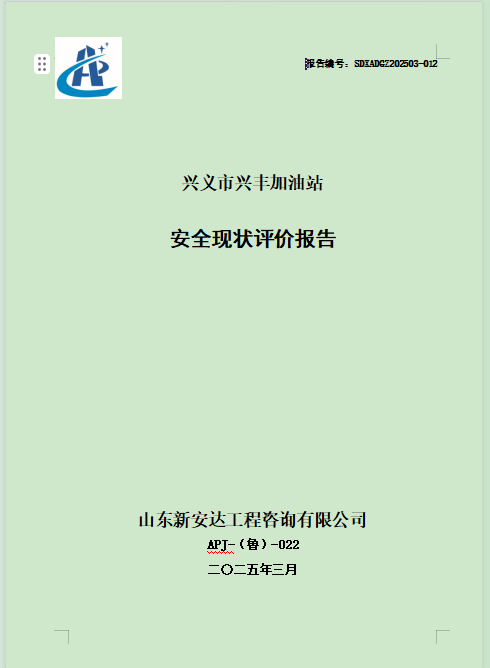 报告编号：SDXADGZ202503-012
兴义市兴丰加油站
安全现状评价报告
山东新安达工程咨询有限公司
APJ-（鲁）-022
二〇二五年三月